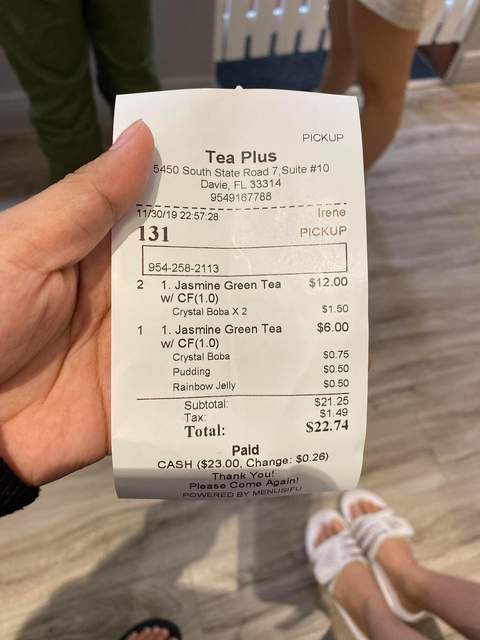 PICKUP
Tea Plus
5450 South State Road 7,Suite #10
Davie, FL 33314
9549167788
11/30/19 22:57:28 Irene
131 PICKUP
954-258-2113
2 1. Jasmine Green Tea $12.00
w/ CF(1.0)
Crystal Boba X 2 $1.50
1 1. Jasmine Green Tea $6.00
w/ CF(1.0)
Crystal Boba $0.75
Pudding $0.50
Rainbow Jelly $0.50
Subtotal: $21.25
Tax: $1.49
Total: $22.74
Paid
CASH ($23.00, Change: $0.26)
Thank You!
Please Come Again!
POWERED BY MENUSIFU